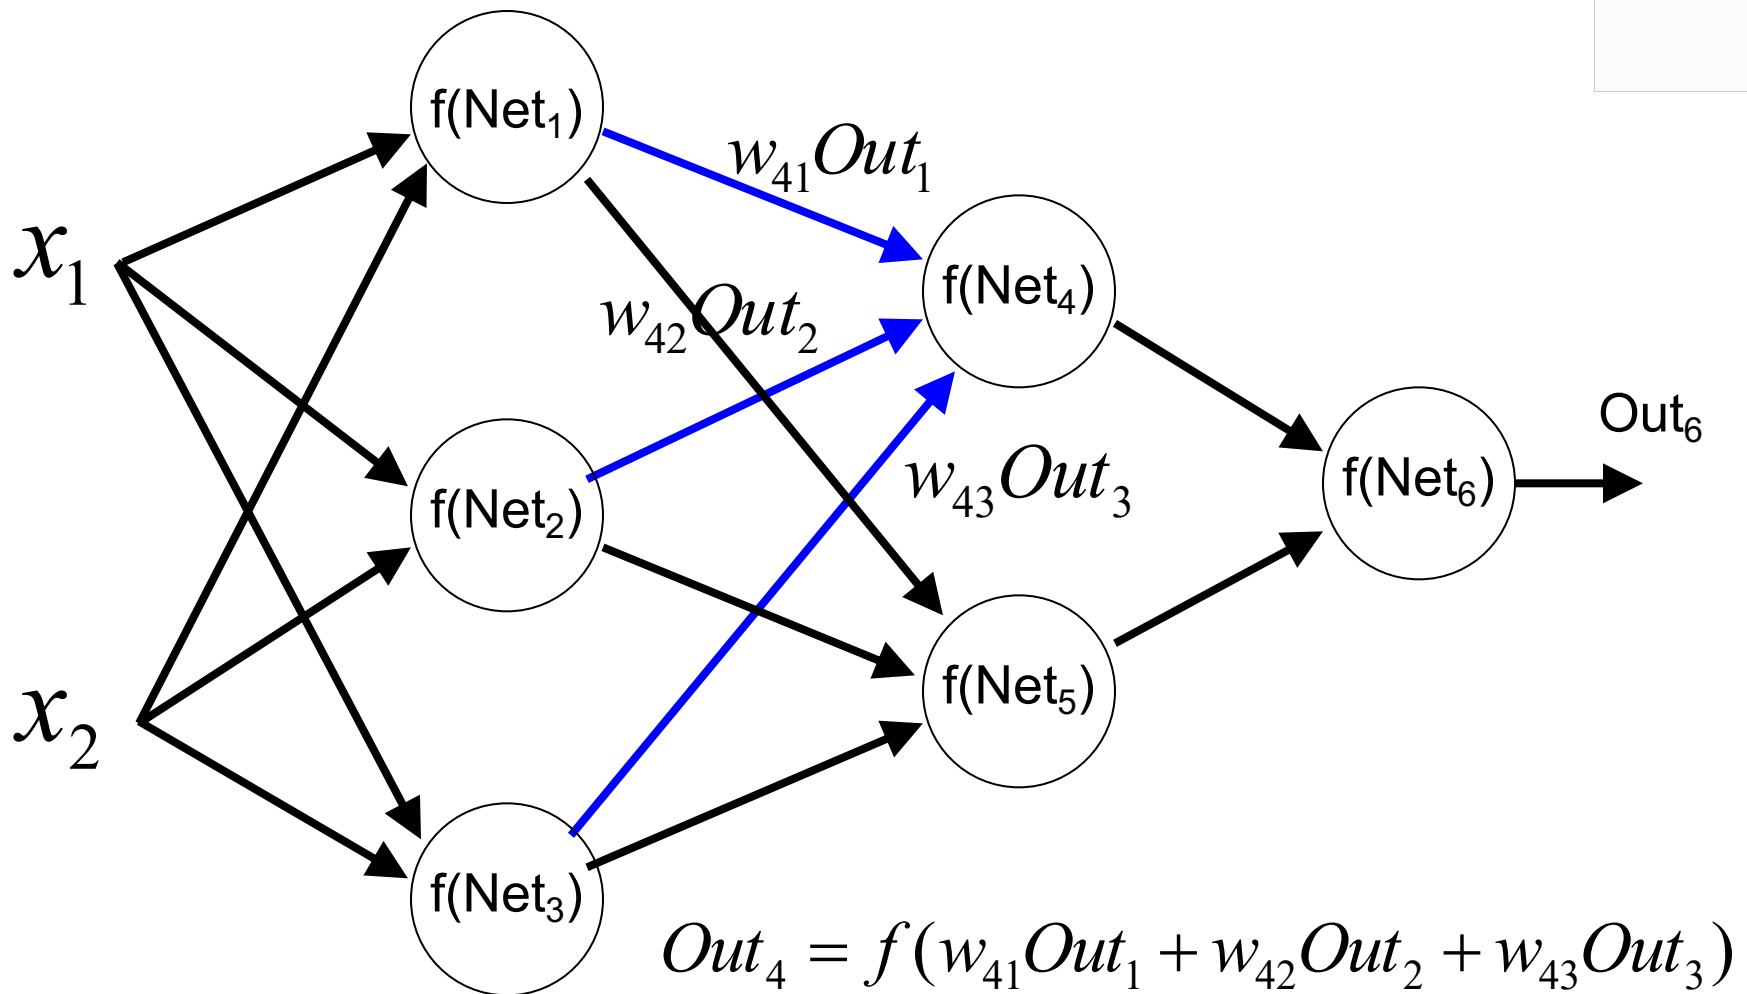 f(Net₁)
w₄₁Out₁
x₁
f(Net₄)
w₄₂Out₂
Out₆
w₄₃Out₃
f(Net₆)
f(Net₂)
f(Net₅)
x₂
f(Net₃)
Out₄ = f(w₄₁Out₁ + w₄₂Out₂ + w₄₃Out₃)